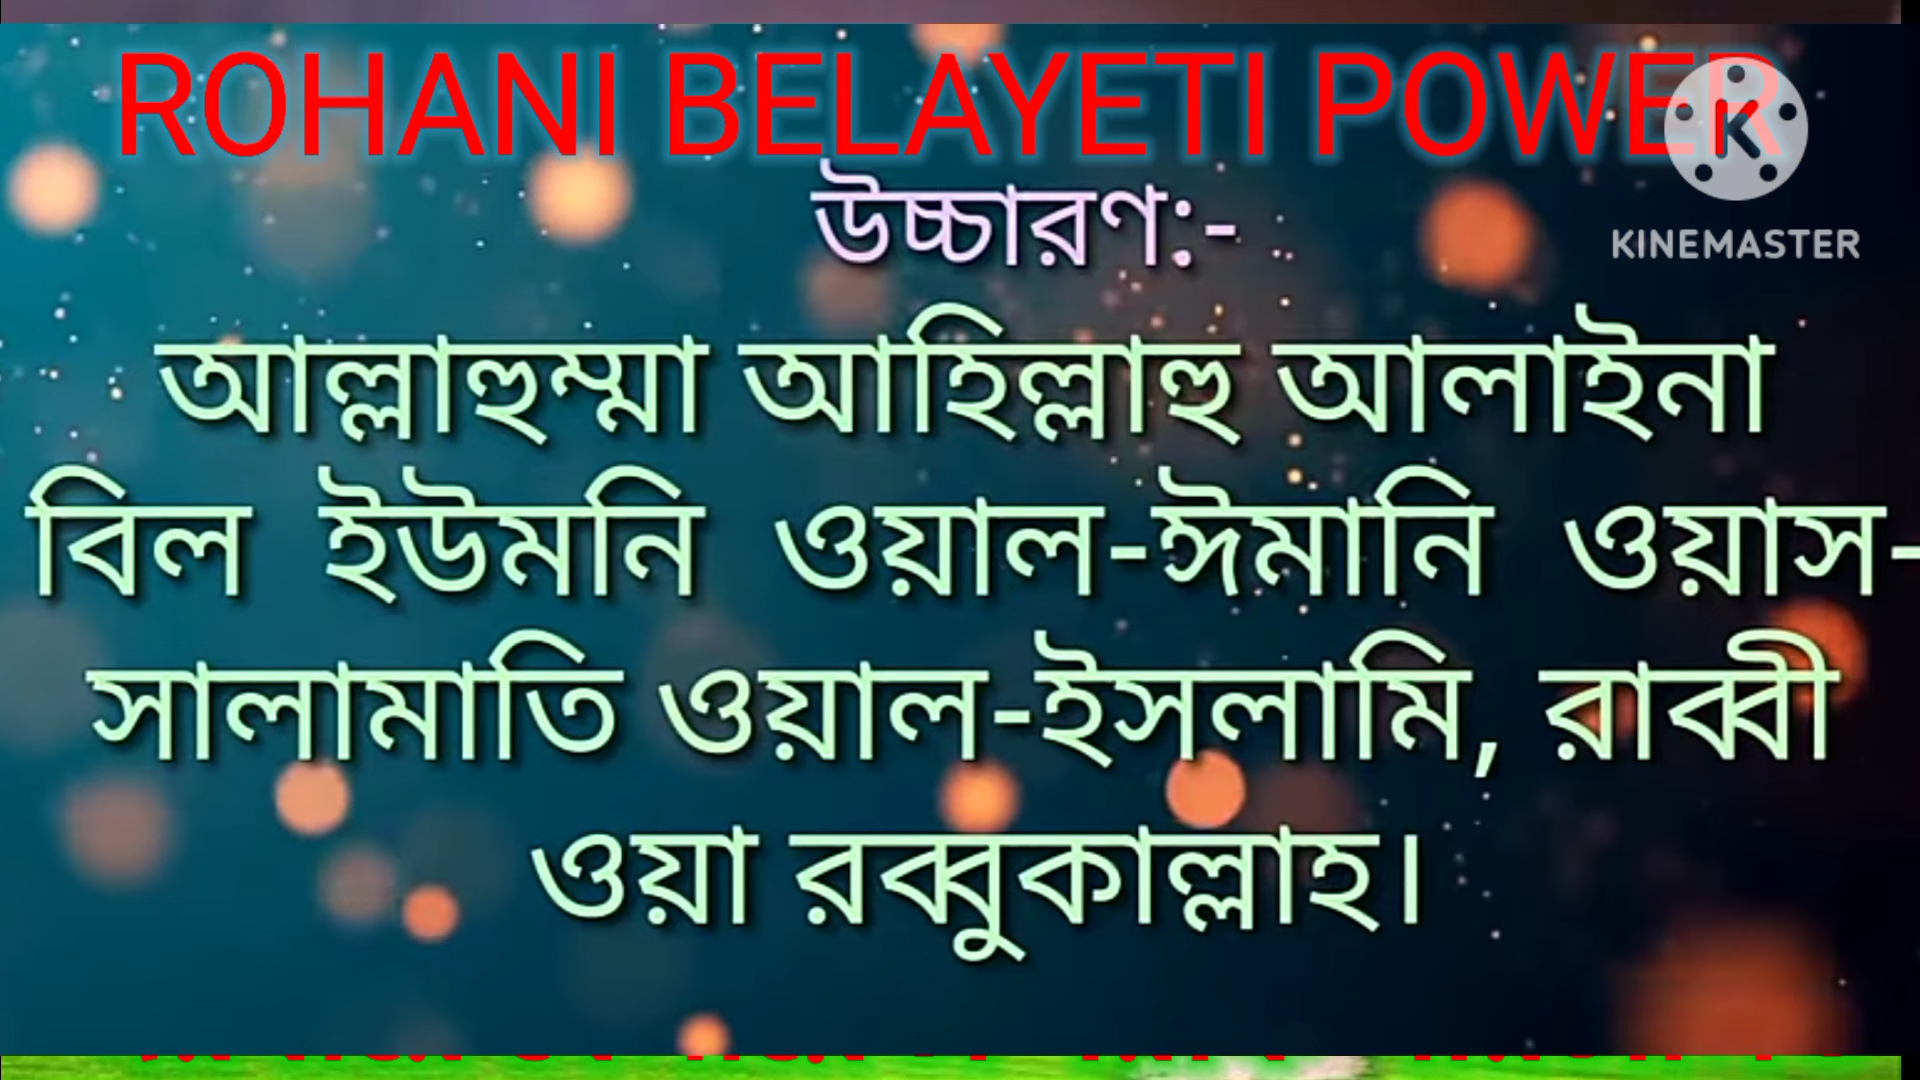 ROHANI BELAYETI POWER
KINEMASTER
উচ্চারণ:-
আল্লাহুম্মা আহিল্লাহু আলাইনা
বিল ইউমনি ওয়াল-ঈমানি ওয়াস-
সালামাতি ওয়াল-ইসলামি, রাব্বী
ওয়া রব্বুকাল্লাহ।